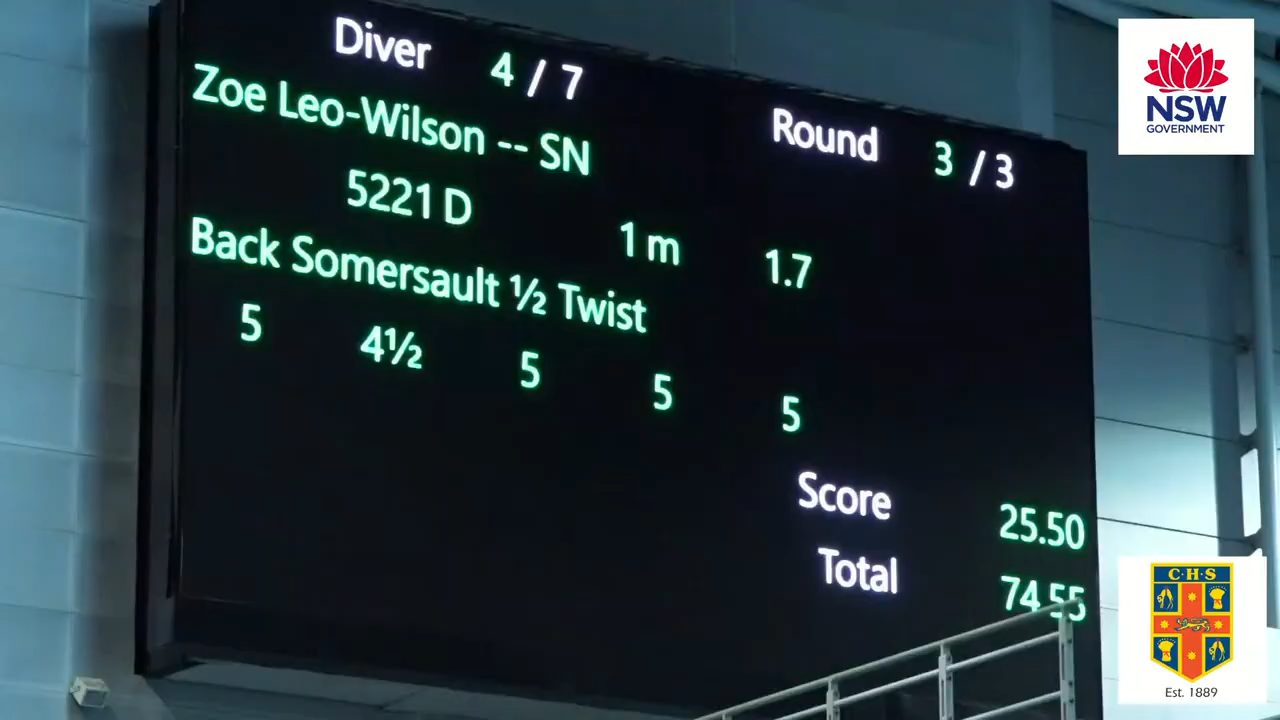 Diver 4 / 7
Zoe Leo-Wilson -- SN
Round 3 / 3
5221 D
1 m 1.7
Back Somersault ½ Twist
5 4½ 5 5 5
Score 25.50
Total 74.55
NSW
GOVERNMENT
C·H·S
Est. 1889